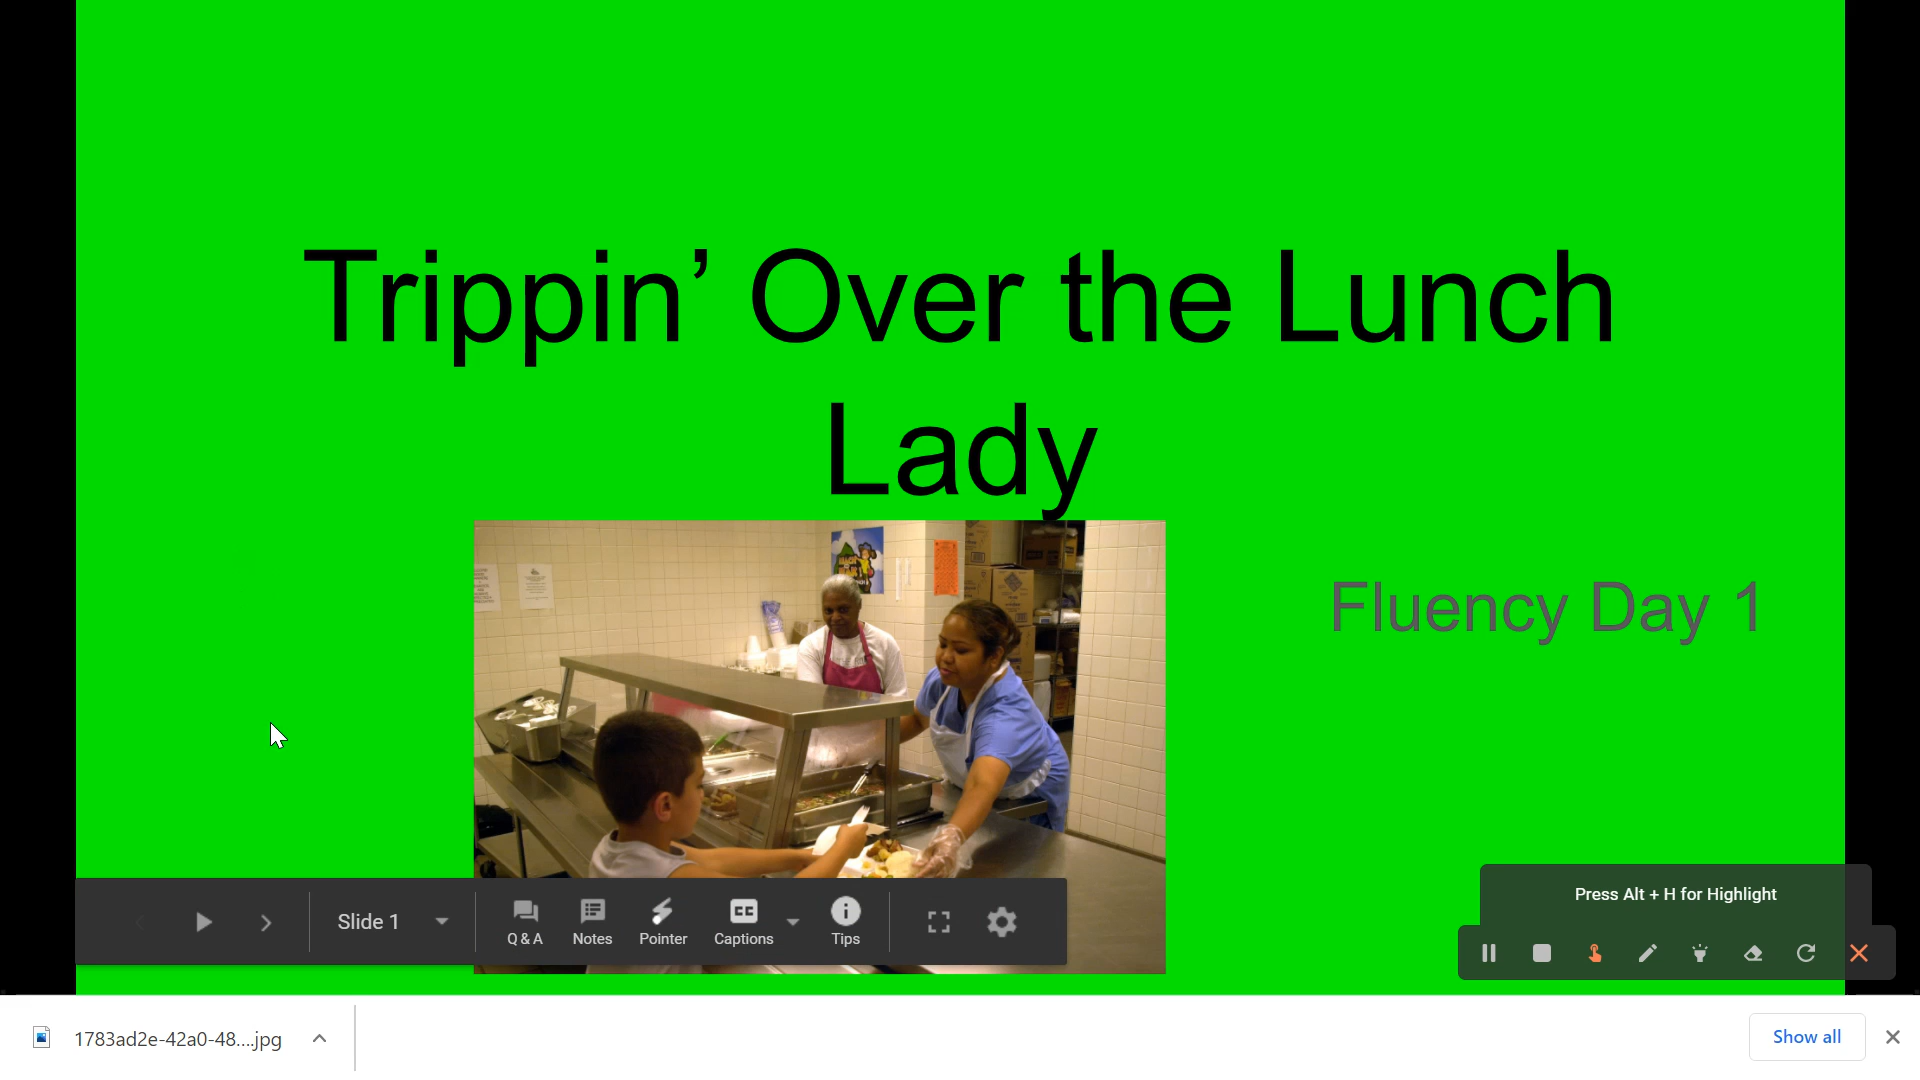 Trippin’ Over the Lunch
Lady
Fluency Day 1
Press Alt + H for Highlight
Slide 1
Q & A
Notes
Pointer
Captions
Tips
1783ad2e-42a0-48....jpg
Show all